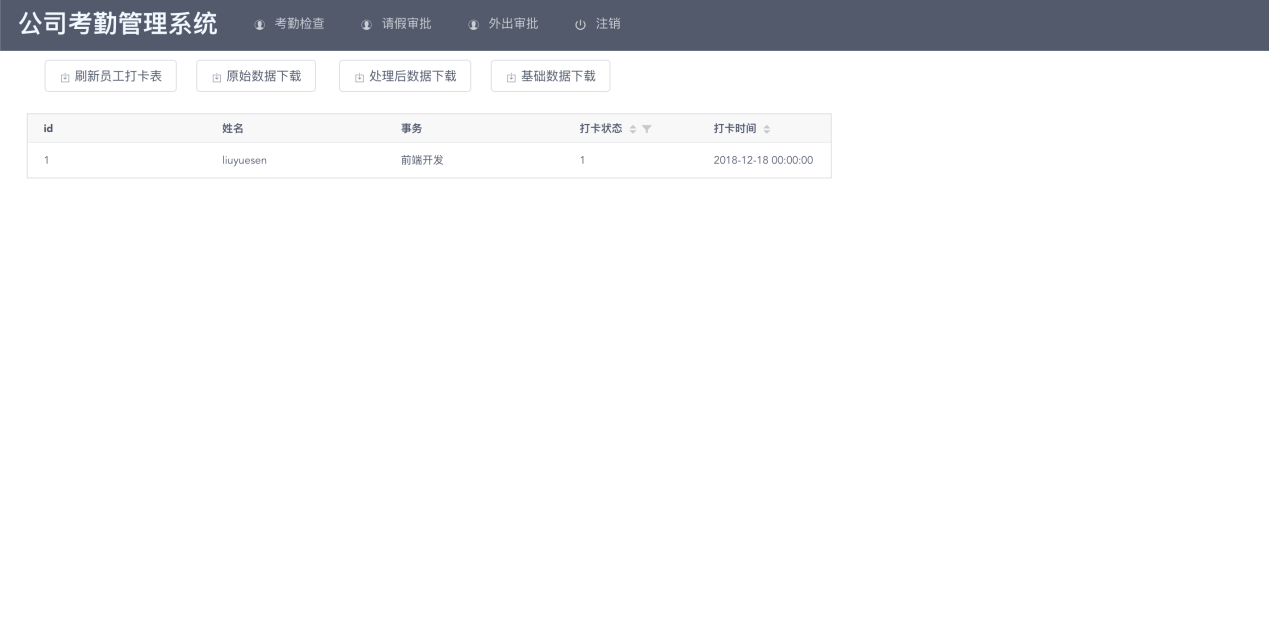 公司考勤管理系统 考勤检查 请假审批 外出审批 注销
刷新员工打卡表 原始数据下载 处理后数据下载 基础数据下载
id 姓名 事务 打卡状态 打卡时间
1 liuyuesen 前端开发 1 2018-12-18 00:00:00